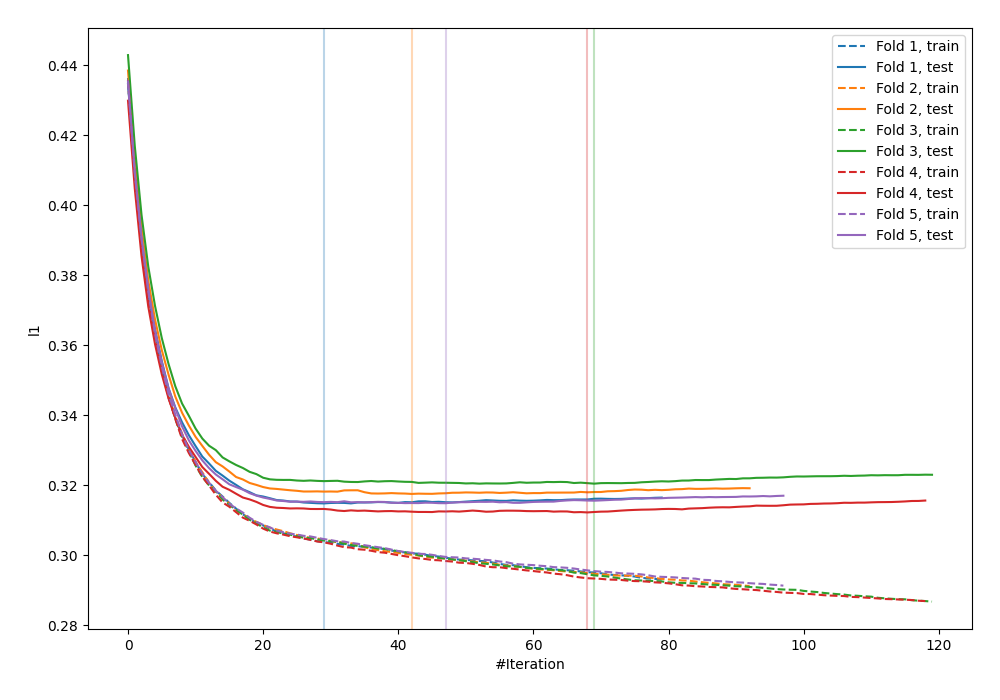 0.44
0.42
0.40
0.38
0.36
0.34
0.32
0.30
0.28
l1
0 20 40 60 80 100 120
#Iteration
Fold 1, train
Fold 1, test
Fold 2, train
Fold 2, test
Fold 3, train
Fold 3, test
Fold 4, train
Fold 4, test
Fold 5, train
Fold 5, test